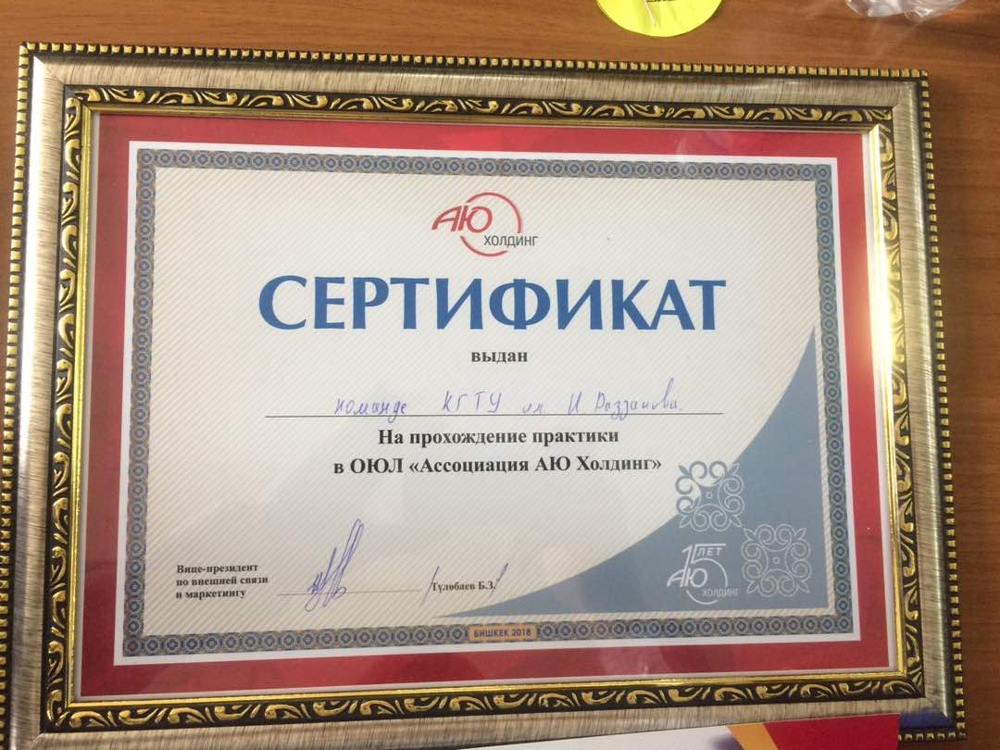 АЮ
ХОЛДИНГ
СЕРТИФИКАТ
выдан
команде КГТУ им. И. Раззакова.
На прохождение практики
в ОЮЛ «Ассоциация АЮ Холдинг»
Вице-президент
по внешней связи
и маркетингу
/Тулобаев Б.З./
15 ЛЕТ
АЮ
ХОЛДИНГ
БИШКЕК 2018